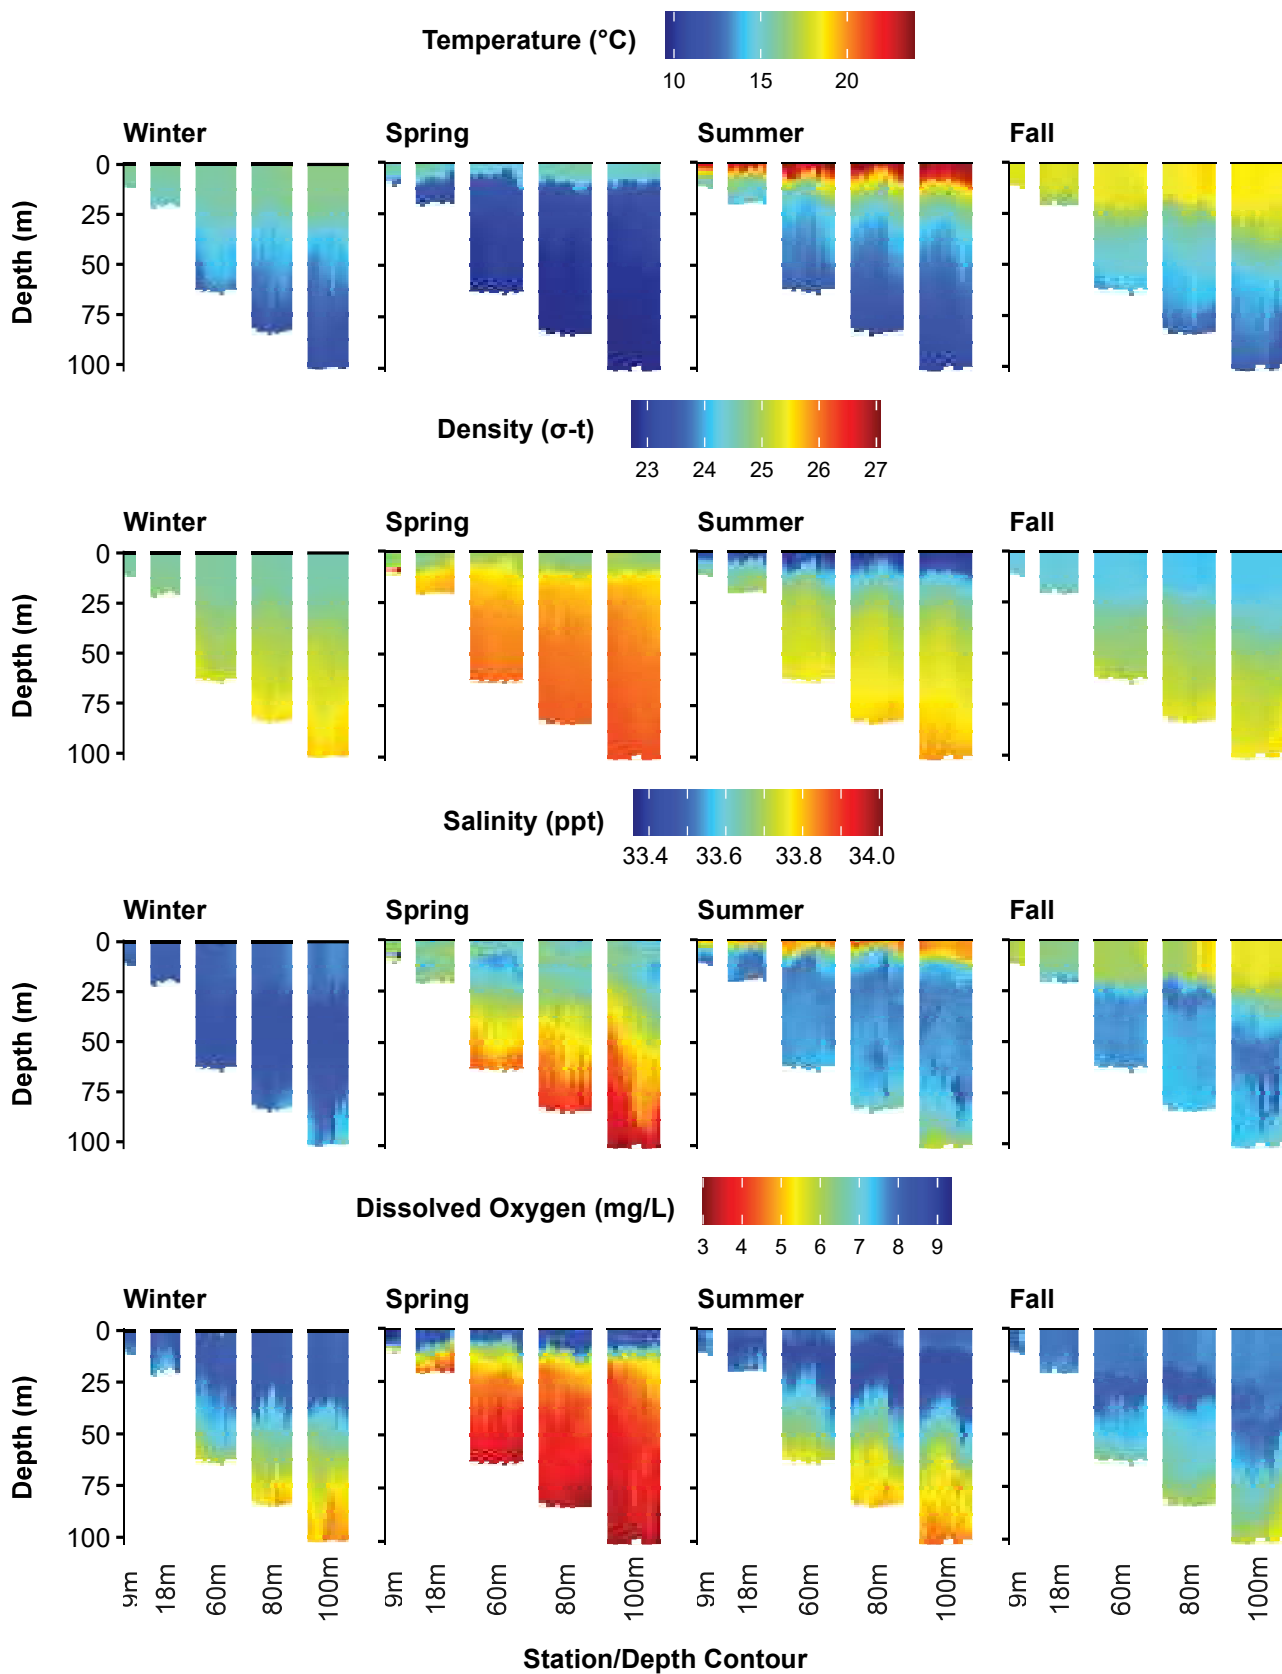 Temperature (°C)
10 15 20
Winter Spring Summer Fall
Depth (m)
0
25
50
75
100
Density (σ-t)
23 24 25 26 27
Winter Spring Summer Fall
Depth (m)
0
25
50
75
100
Salinity (ppt)
33.4 33.6 33.8 34.0
Winter Spring Summer Fall
Depth (m)
0
25
50
75
100
Dissolved Oxygen (mg/L)
3 4 5 6 7 8 9
Winter Spring Summer Fall
Depth (m)
0
25
50
75
100
9m 18m 60m 80m 100m 9m 18m 60m 80m 100m 9m 18m 60m 80m 100m 9m 18m 60m 80m 100m
Station/Depth Contour